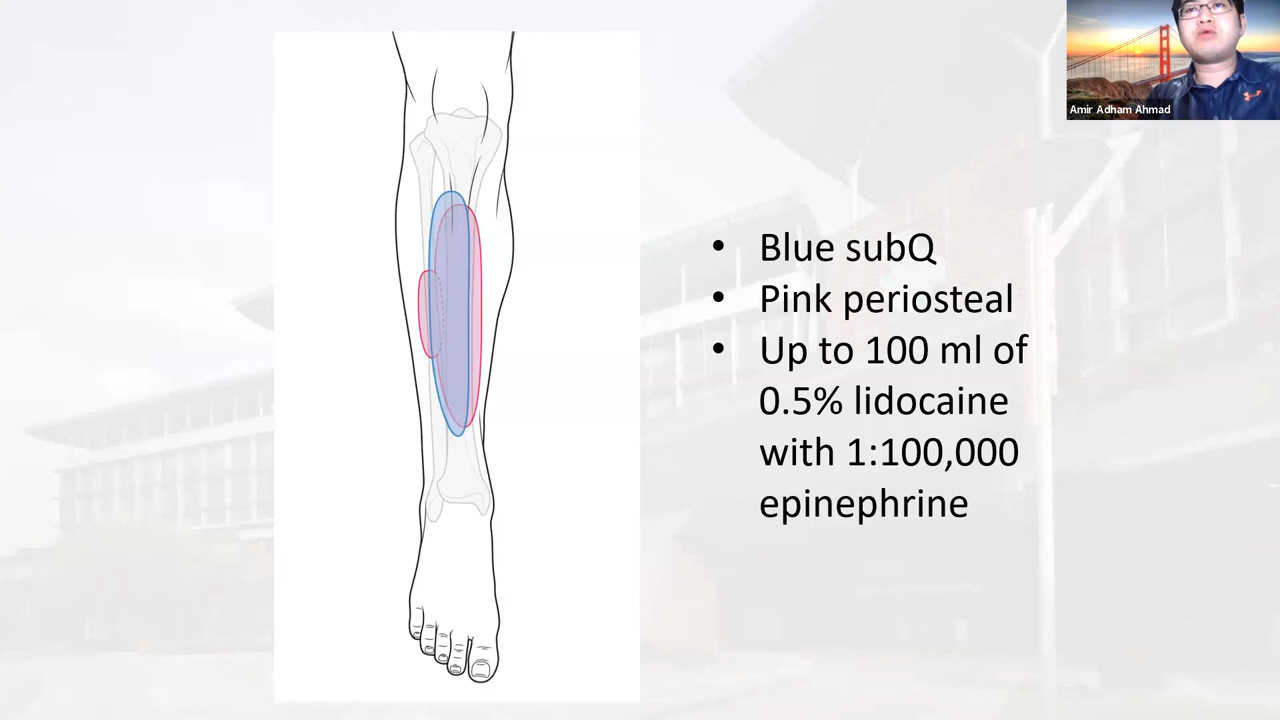 Amir Adham Ahmad
• Blue subQ
• Pink periosteal
• Up to 100 ml of
0.5% lidocaine
with 1:100,000
epinephrine